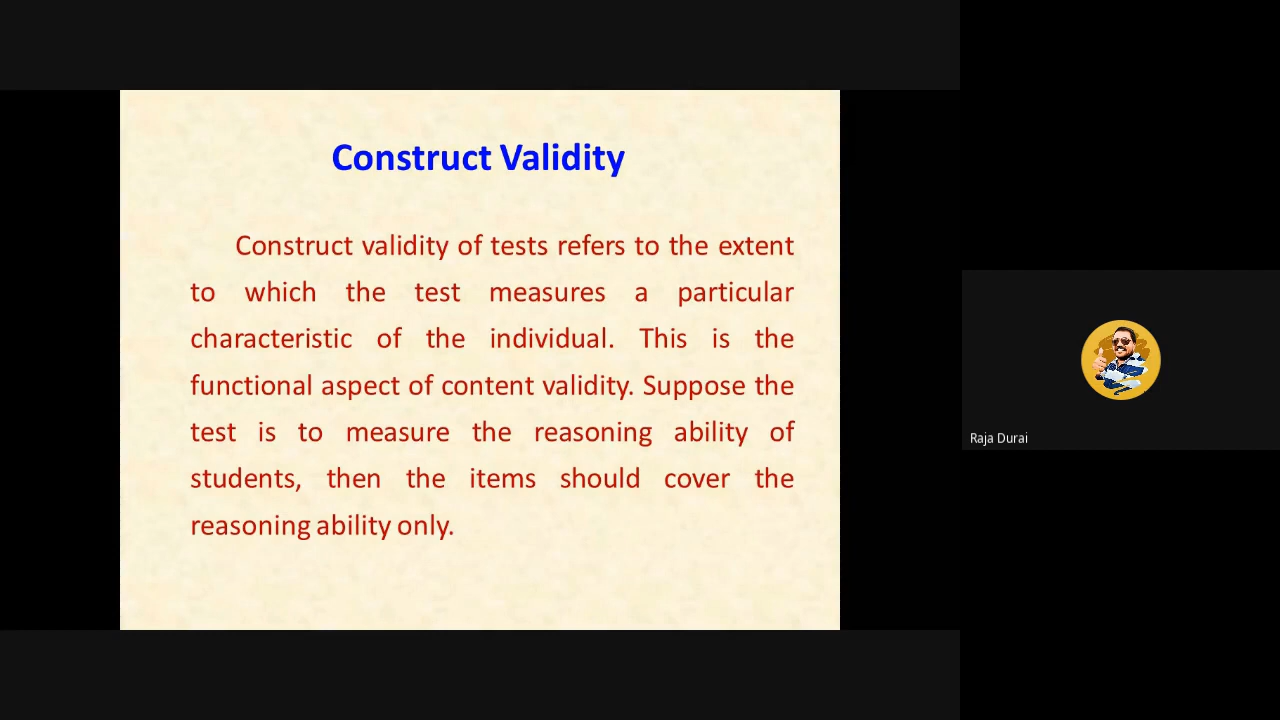 Construct Validity
Construct validity of tests refers to the extent
to which the test measures a particular
characteristic of the individual. This is the
functional aspect of content validity. Suppose the
test is to measure the reasoning ability of
students, then the items should cover the
reasoning ability only.
Raja Durai